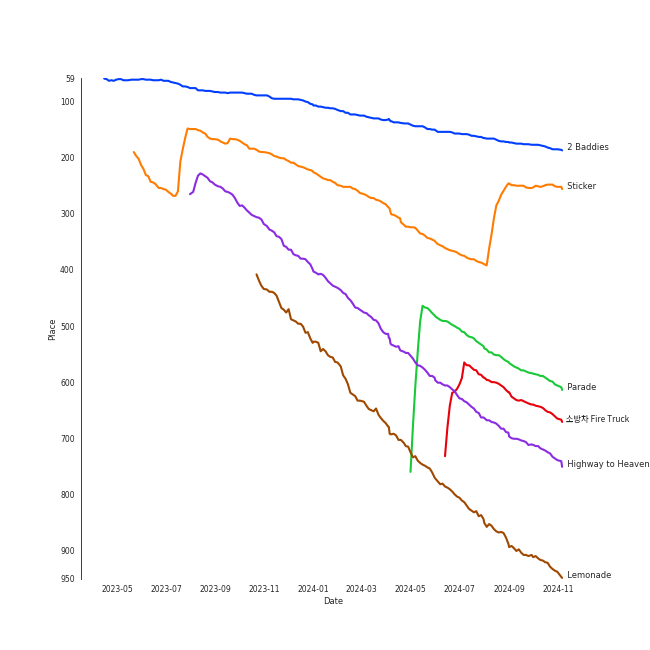 59
100
200
300
400
500
600
700
800
900
950
Place
2 Baddies
Sticker
Parade
소방차 Fire Truck
Highway to Heaven
Lemonade
2023-05 2023-07 2023-09 2023-11 2024-01 2024-03 2024-05 2024-07 2024-09 2024-11
Date